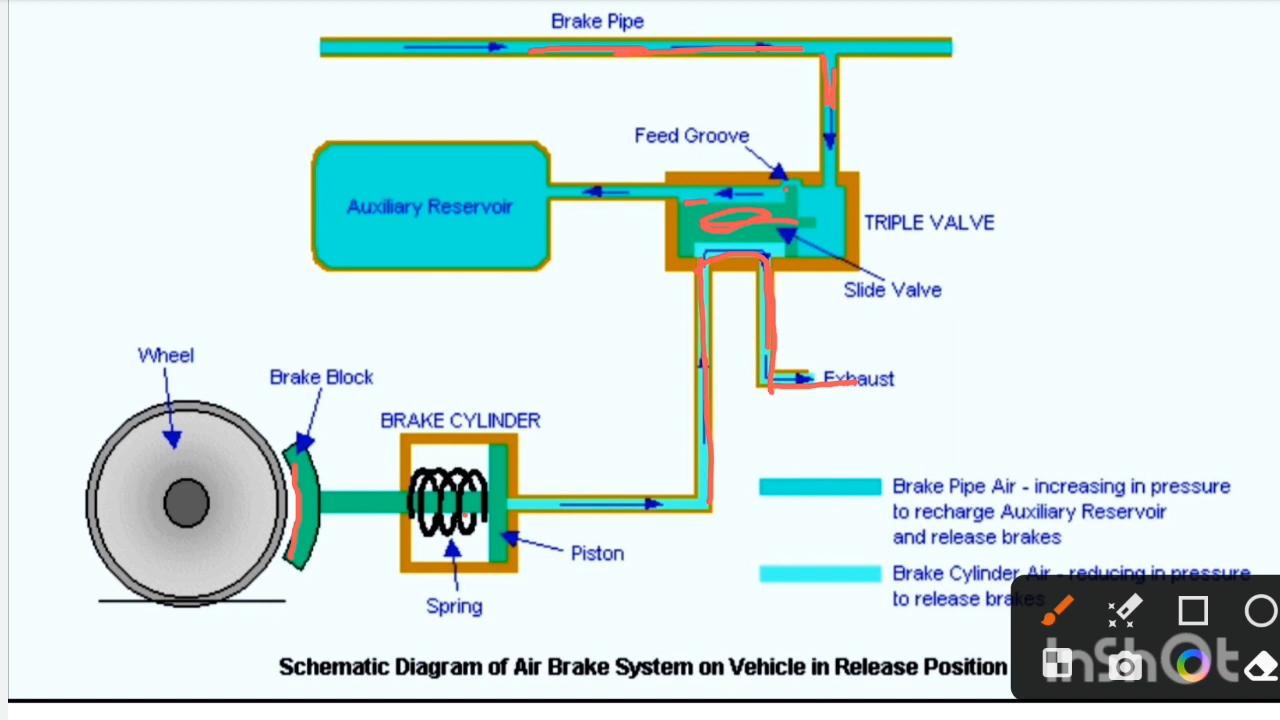 Brake Pipe
Feed Groove
Auxiliary Reservoir
TRIPLE VALVE
Slide Valve
Wheel
Brake Block
Exhaust
BRAKE CYLINDER
Brake Pipe Air - increasing in pressure
to recharge Auxiliary Reservoir
and release brakes
Piston
Brake Cylinder Air - reducing in pressure
to release brakes
Spring
Schematic Diagram of Air Brake System on Vehicle in Release Position
InShOt